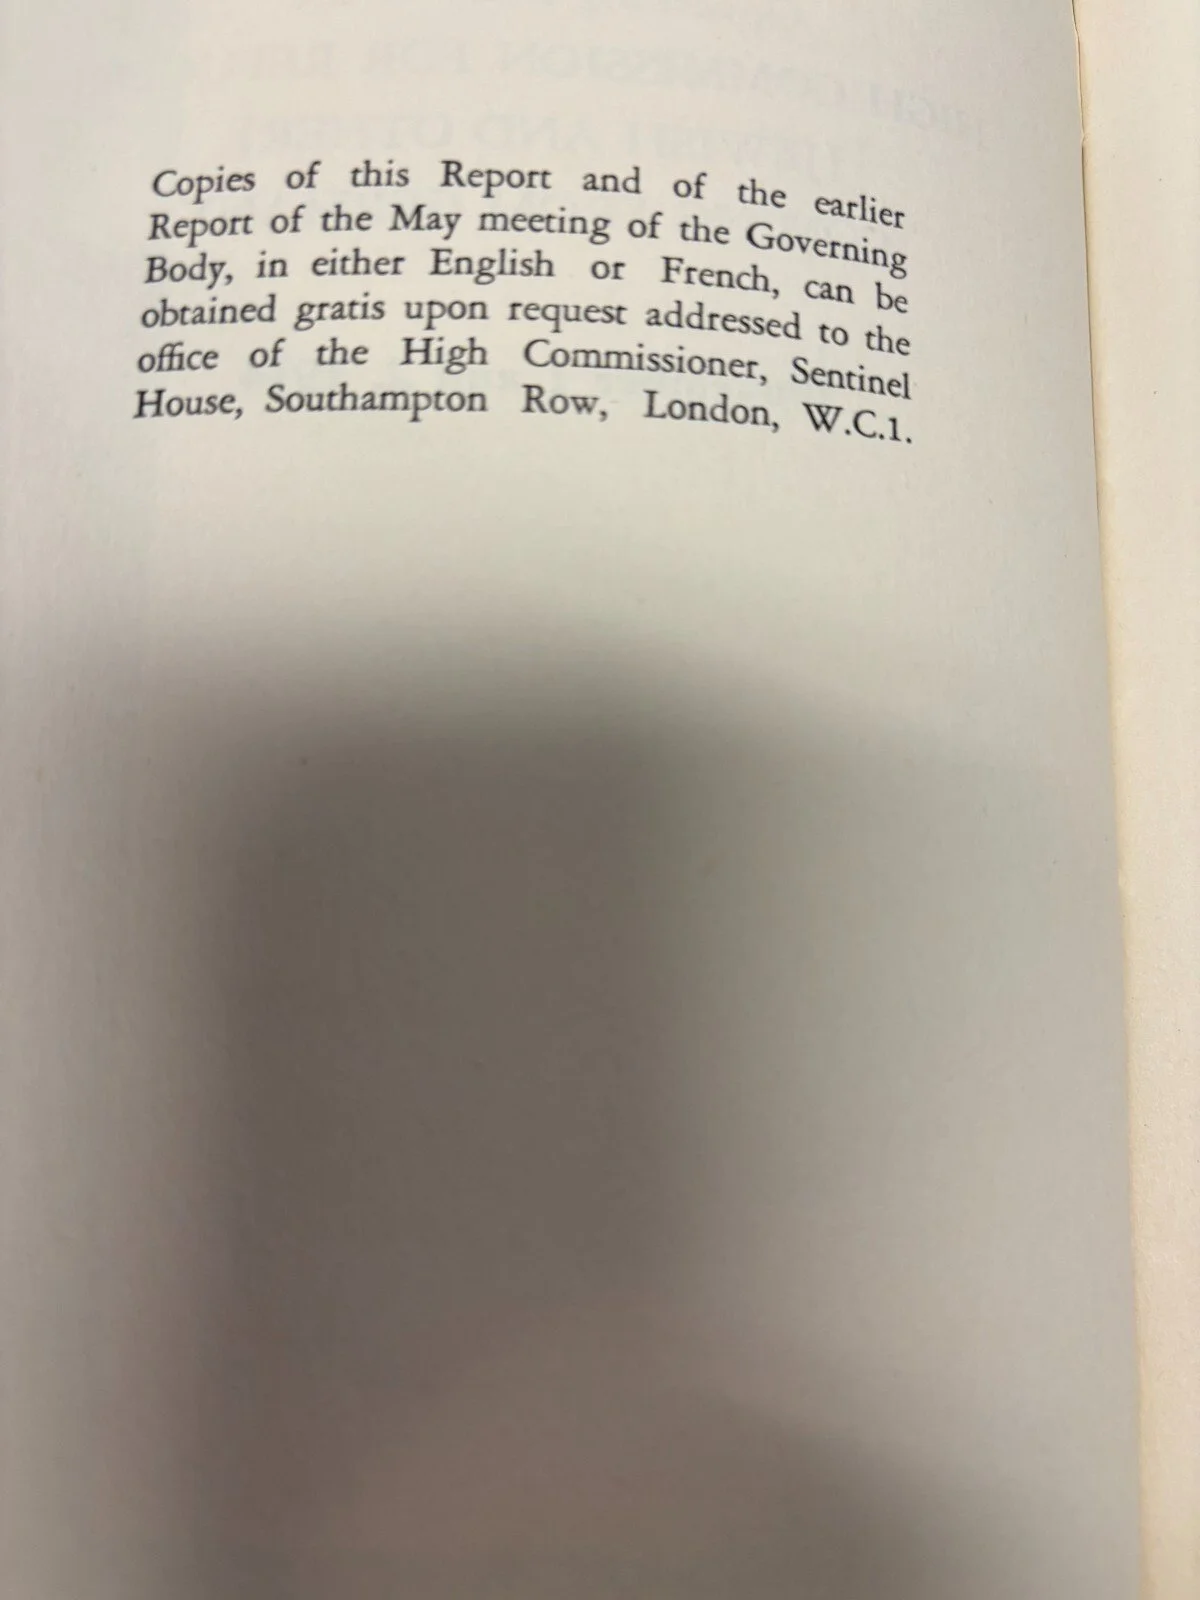 Copies of this Report and of the earlier
Report of the May meeting of the Governing
Body, in either English or French, can be
obtained gratis upon request addressed to the
office of the High Commissioner, Sentinel
House, Southampton Row, London, W.C.1.